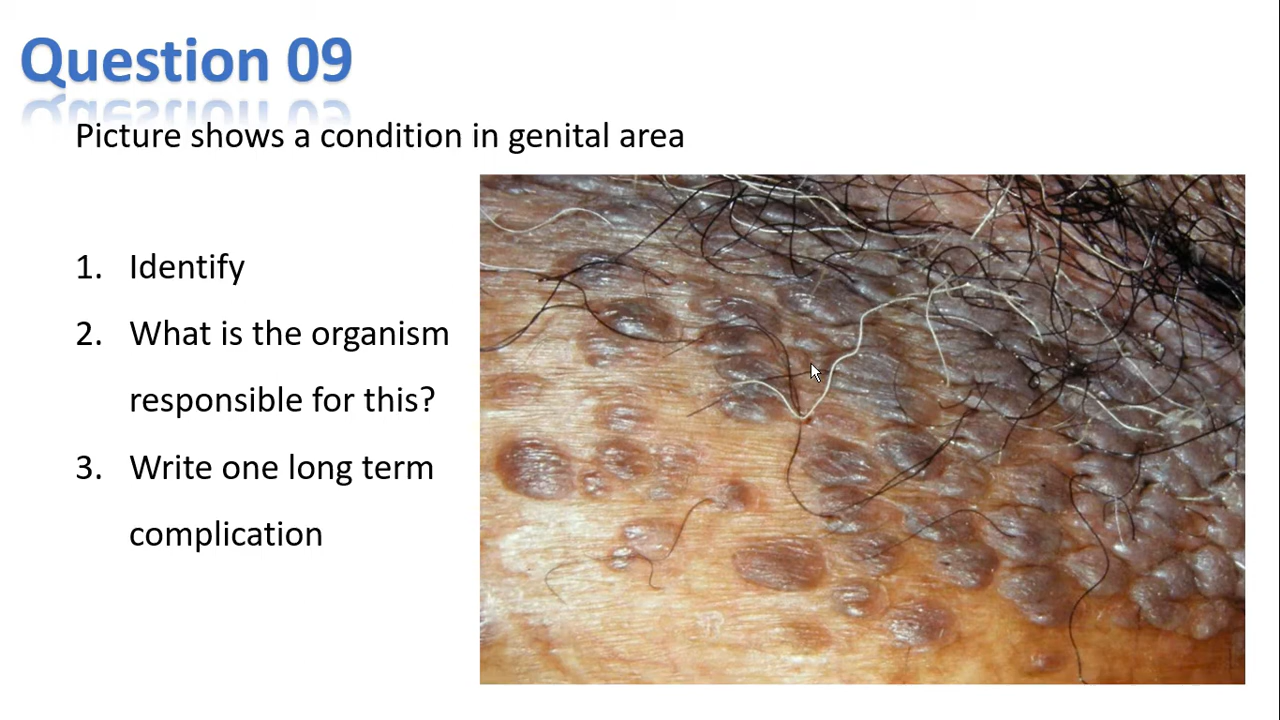 Question 09
Picture shows a condition in genital area
1. Identify
2. What is the organism
responsible for this?
3. Write one long term
complication